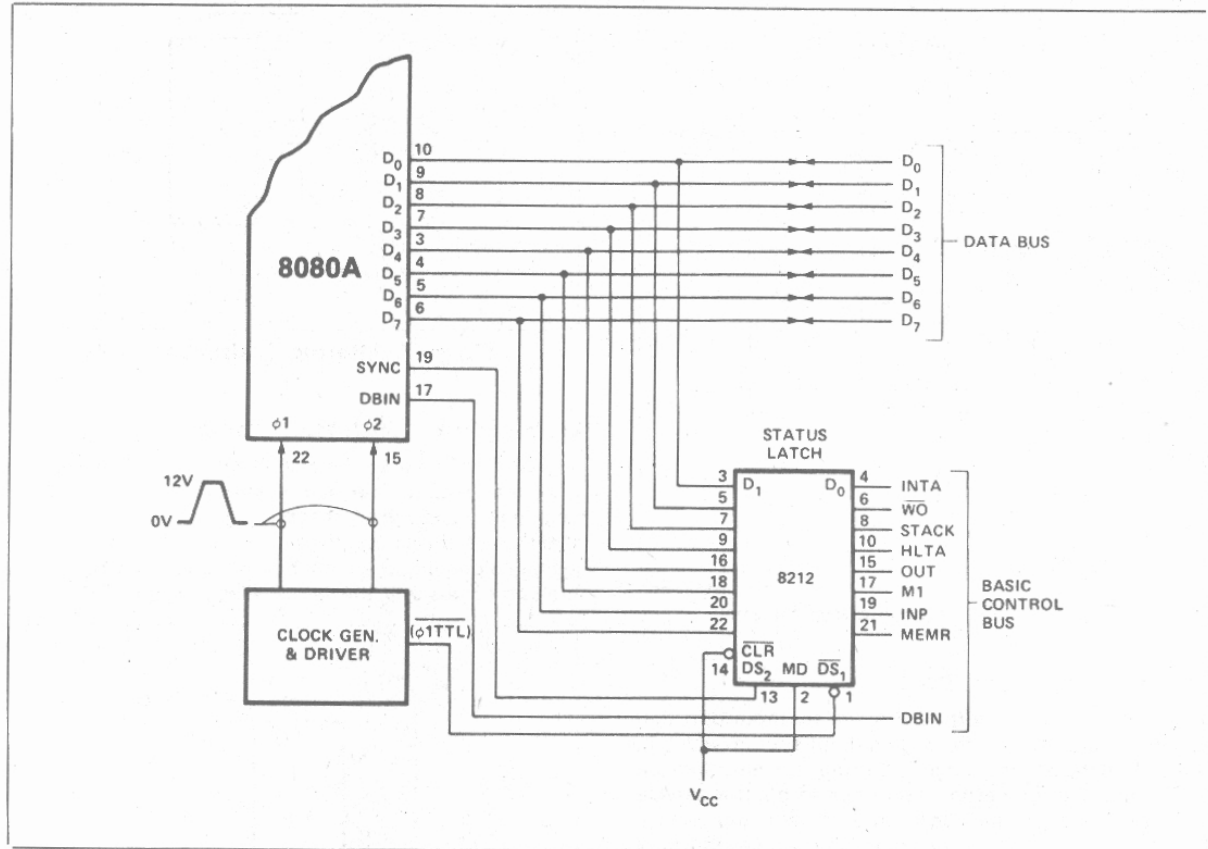 10
D0
9
D1
8
D2
7
D3
3
D4
4
D5
5
D6
6
D7
8080A
19
SYNC
17
DBIN
φ1
φ2
22
15
12V
0V
CLOCK GEN.
& DRIVER
(φ1TTL)
D0
D1
D2
D3
D4
D5
D6
D7
DATA BUS
STATUS
LATCH
3
D1
D0
4
INTA
5
6
WO
7
8
STACK
9
10
HLTA
16
15
OUT
18
17
M1
20
19
INP
22
21
MEMR
8212
CLR
14
DS2
MD
DS1
13
2
1
DBIN
BASIC
CONTROL
BUS
VCC